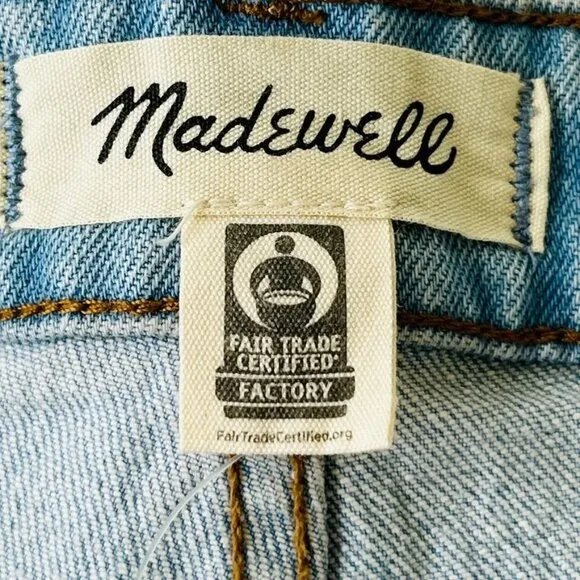 Madewell
FAIR TRADE
CERTIFIED
FACTORY
FairTradeCertified.org